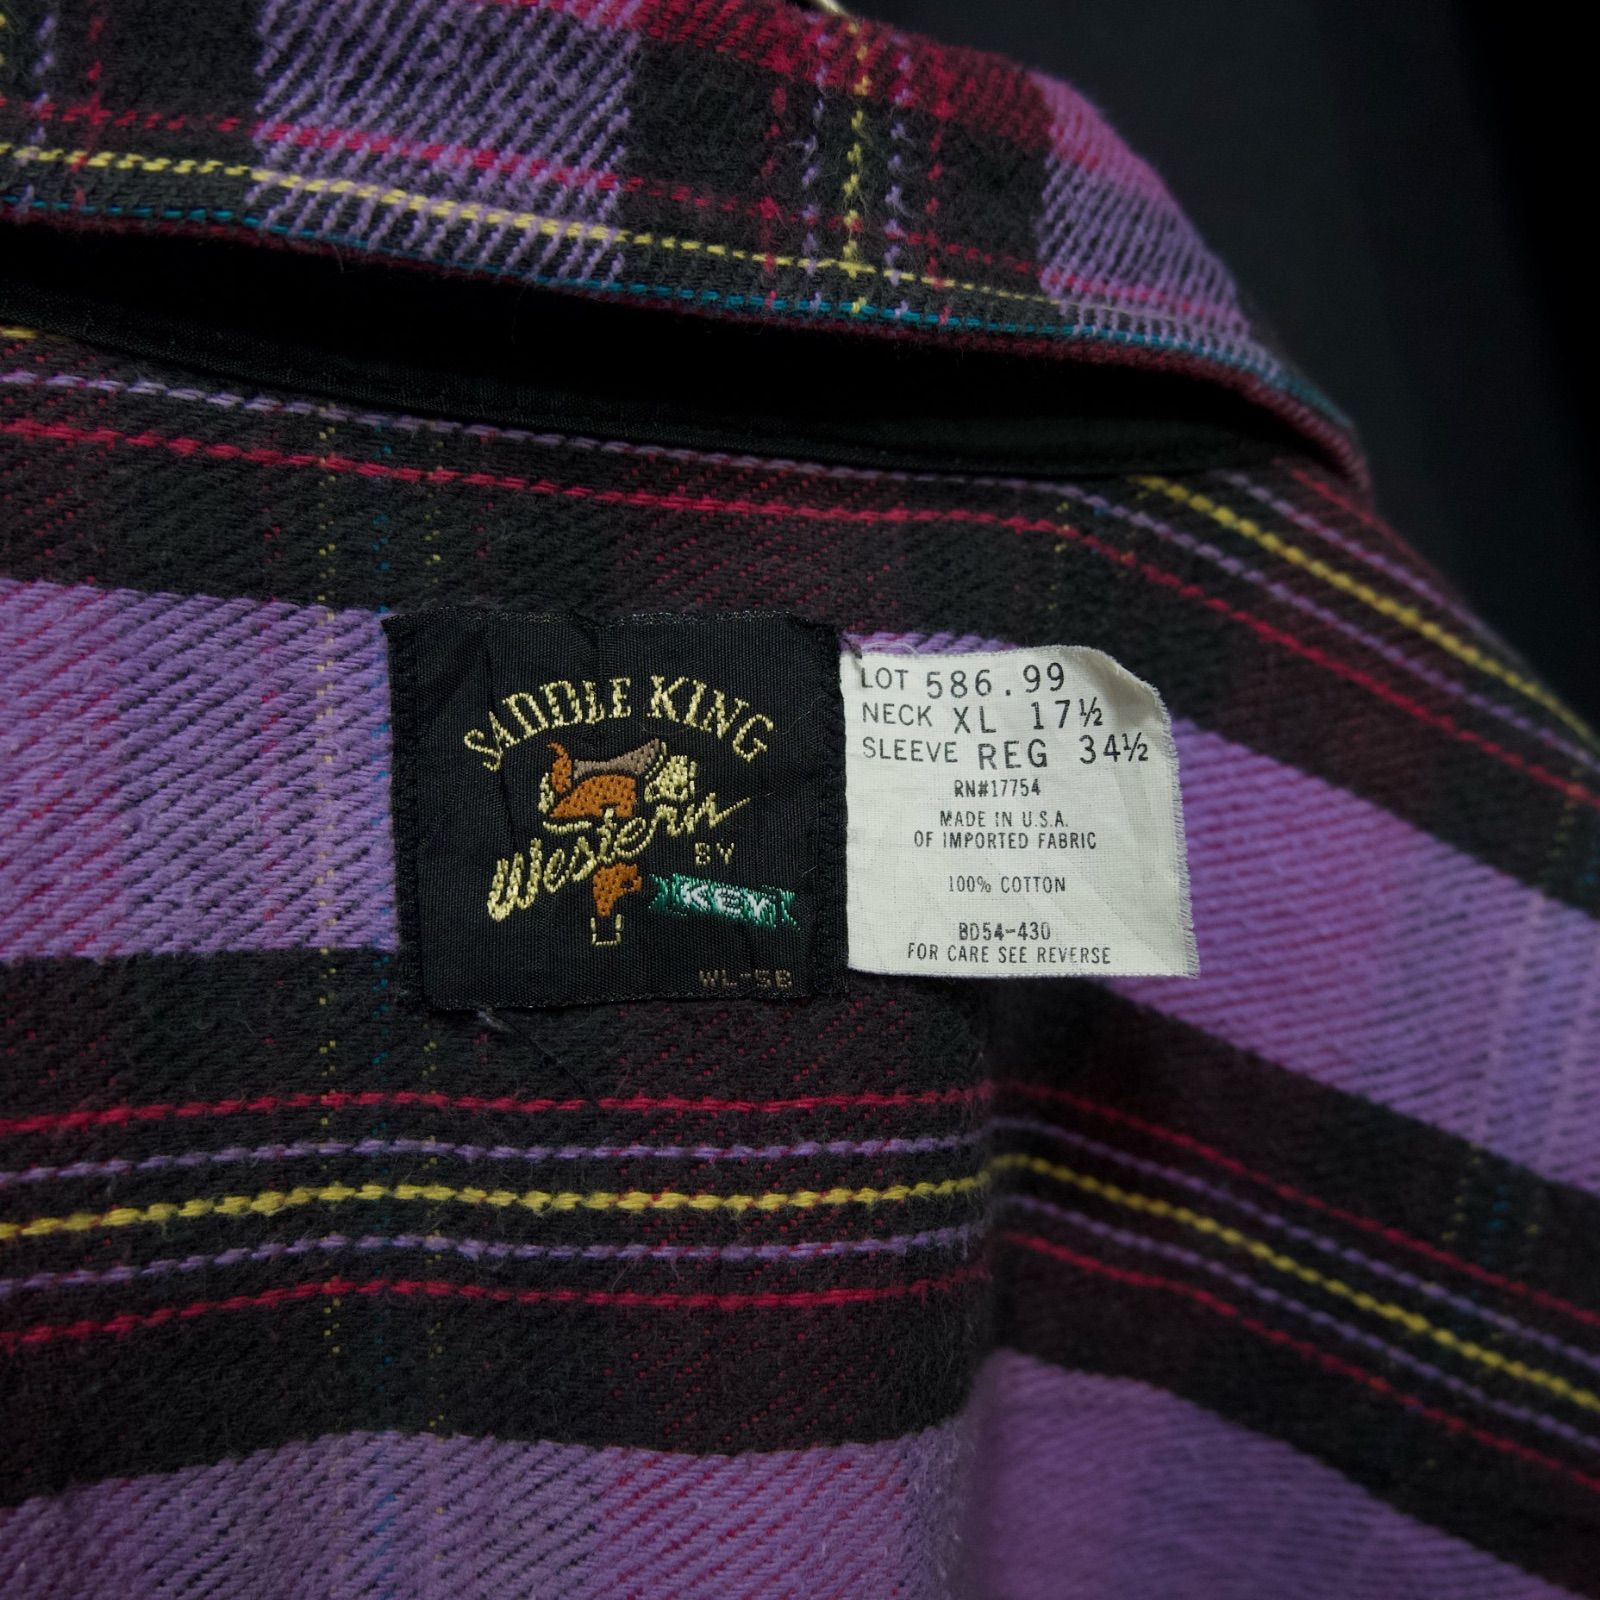 SADDLE KING
Western
BY
Key
WL-5B
LOT 586.99
NECK XL 17½
SLEEVE REG 34½
RN#17754
MADE IN U.S.A.
OF IMPORTED FABRIC
100% COTTON
BD54-430
FOR CARE SEE REVERSE